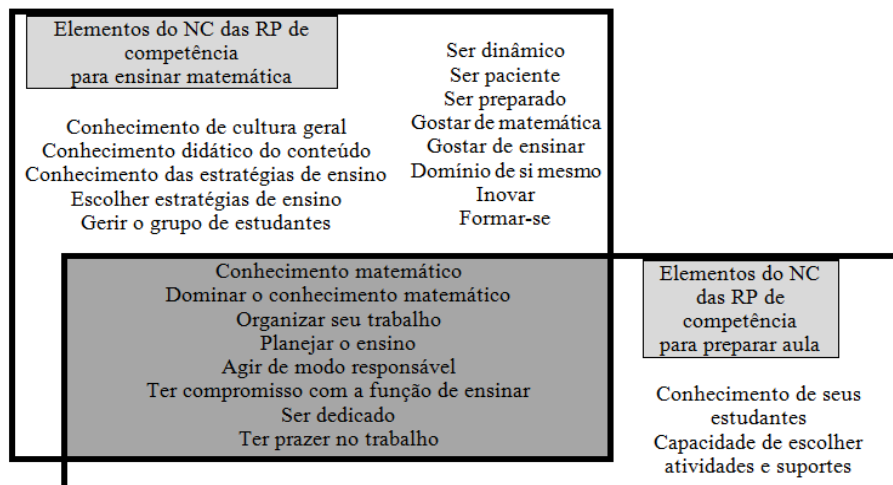 Elementos do NC das RP de
competência
para ensinar matemática
Conhecimento de cultura geral
Conhecimento didático do conteúdo
Conhecimento das estratégias de ensino
Escolher estratégias de ensino
Gerir o grupo de estudantes
Ser dinâmico
Ser paciente
Ser preparado
Gostar de matemática
Gostar de ensinar
Domínio de si mesmo
Inovar
Formar-se
Conhecimento matemático
Dominar o conhecimento matemático
Organizar seu trabalho
Planejar o ensino
Agir de modo responsável
Ter compromisso com a função de ensinar
Ser dedicado
Ter prazer no trabalho
Elementos do NC
das RP de
competência
para preparar aula
Conhecimento de seus
estudantes
Capacidade de escolher
atividades e suportes